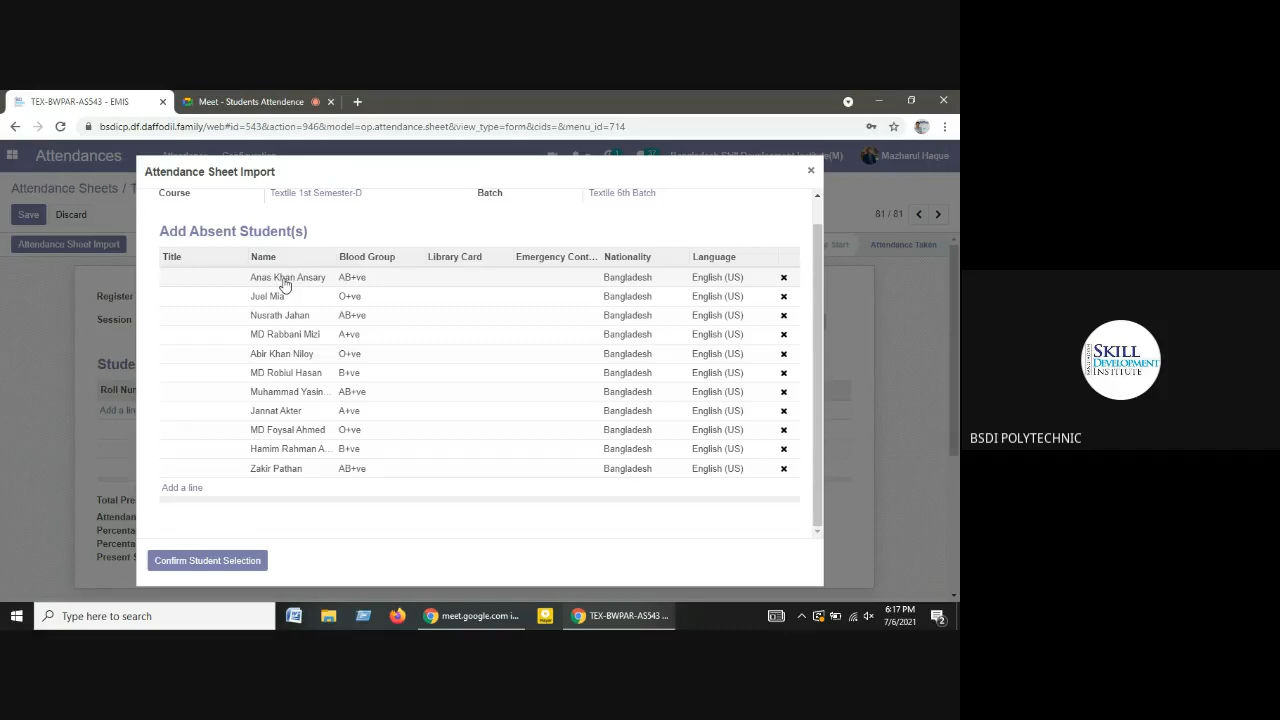 TEX-BWPAR-AS543 - EMIS
Meet - Students Attendence
bsdicp.df.daffodil.family/web#id=543&action=946&model=op.attendance.sheet&view_type=form&cids=&menu_id=714
Attendances
Mazharul Haque
Attendance Sheets / T
Save Discard
81 / 81
Attendance Sheet Import
Start
Attendance Taken
Register
Session
Stude
Roll Num
Add a lin
Total Pre
Attendan
Percenta
Percenta
Present S
Attendance Sheet Import
Course Textile 1st Semester-D Batch Textile 6th Batch
Add Absent Student(s)
Title Name Blood Group Library Card Emergency Cont... Nationality Language
Anas Khan Ansary AB+ve Bangladesh English (US)
Juel Mia O+ve Bangladesh English (US)
Nusrath Jahan AB+ve Bangladesh English (US)
MD Rabbani Mizi A+ve Bangladesh English (US)
Abir Khan Niloy O+ve Bangladesh English (US)
MD Robiul Hasan B+ve Bangladesh English (US)
Muhammad Yasin... AB+ve Bangladesh English (US)
Jannat Akter A+ve Bangladesh English (US)
MD Foysal Ahmed O+ve Bangladesh English (US)
Hamim Rahman A... B+ve Bangladesh English (US)
Zakir Pathan AB+ve Bangladesh English (US)
Add a line
Confirm Student Selection
Type here to search
meet.google.com i...
TEX-BWPAR-AS543 ...
6:17 PM
7/6/2021
2
SKILL
DEVELOPMENT
INSTITUTE
BSDI POLYTECHNIC